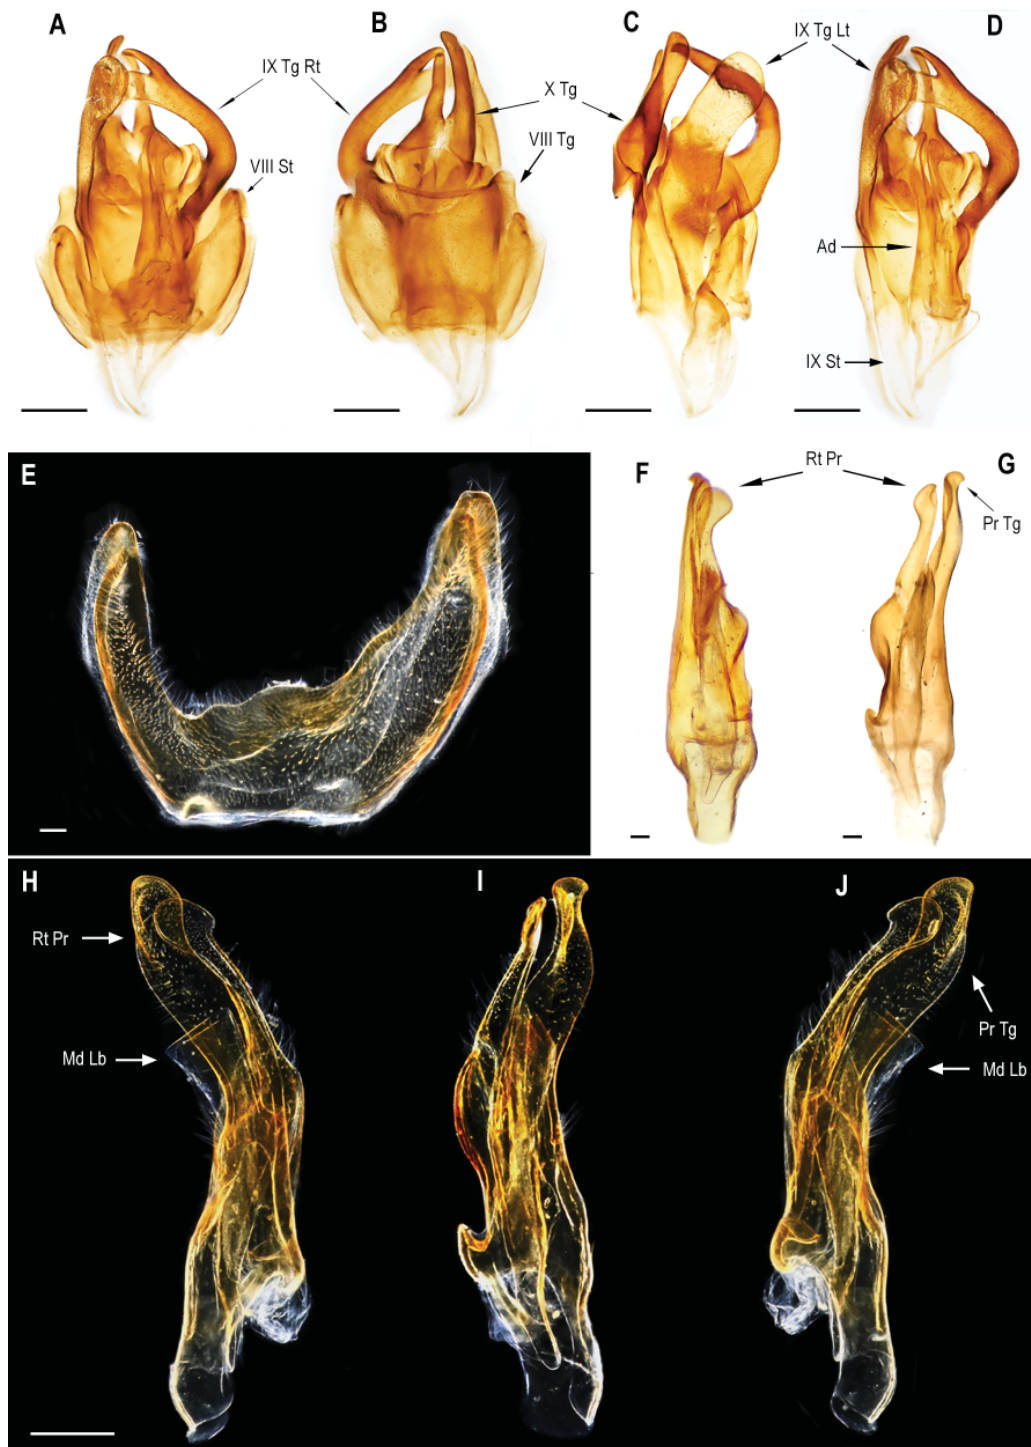 A
B
C
D
IX Tg Rt
X Tg
IX Tg Lt
VIII St
VIII Tg
Ad
IX St
E
F
Rt Pr
G
Pr Tg
H
I
J
Rt Pr
Md Lb
Pr Tg
Md Lb